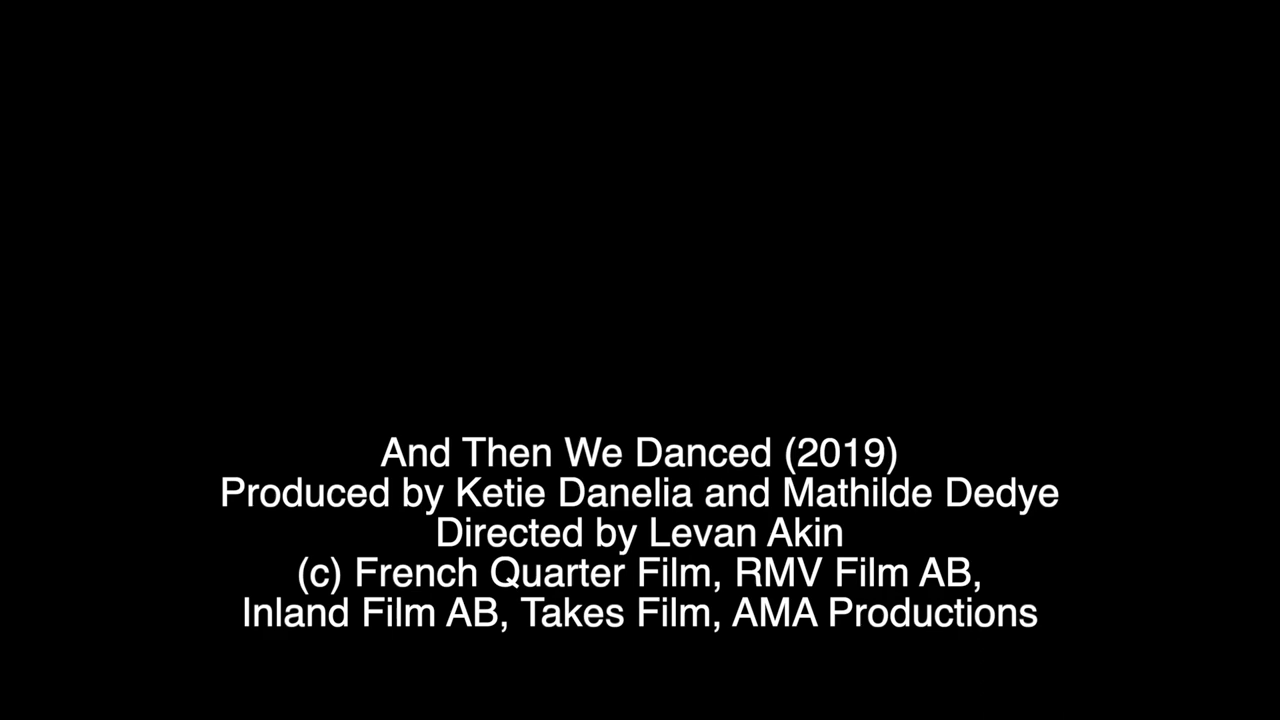 And Then We Danced (2019)
Produced by Ketie Danelia and Mathilde Dedye
Directed by Levan Akin
(c) French Quarter Film, RMV Film AB,
Inland Film AB, Takes Film, AMA Productions